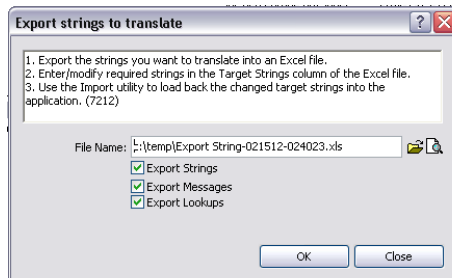 Export strings to translate
1. Export the strings you want to translate into an Excel file.
2. Enter/modify required strings in the Target Strings column of the Excel file.
3. Use the Import utility to load back the changed target strings into the
application. (7212)
File Name: :\temp\Export String-021512-024023.xls
Export Strings
Export Messages
Export Lookups
OK Close